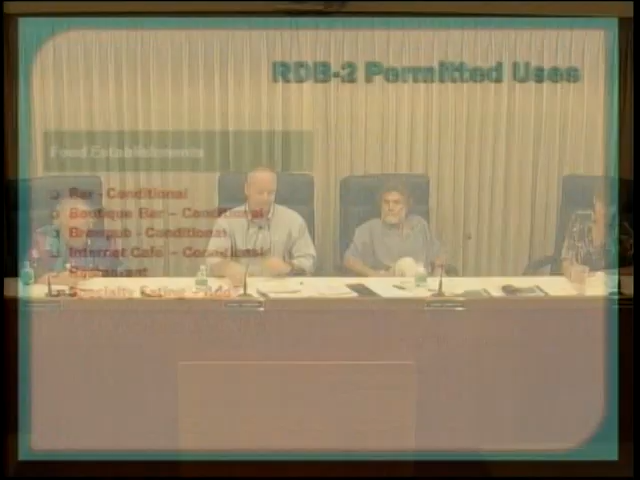 RDB-2 Permitted Uses
Food Establishments
Bar - Conditional
Boutique Bar - Conditional
Brewpub - Conditional
Internet Cafe - Conditional
Restaurant
Specialty Eating - Add